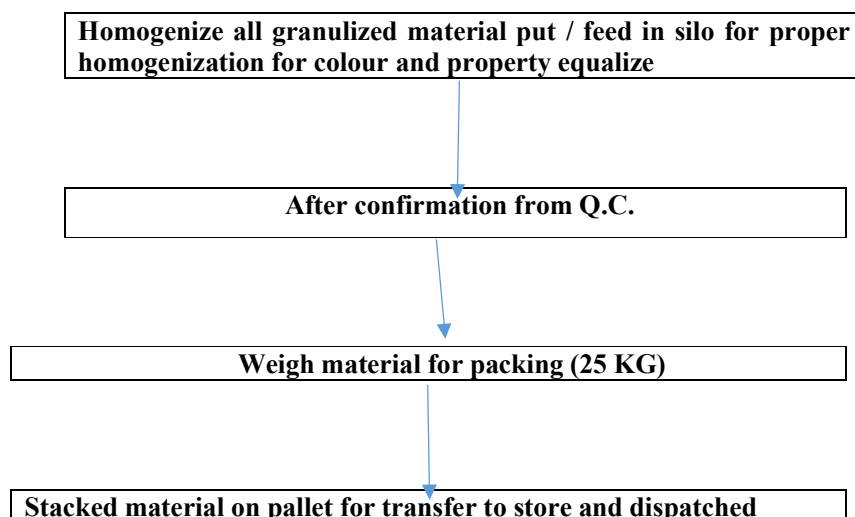 Homogenize all granulized material put / feed in silo for proper
homogenization for colour and property equalize
After confirmation from Q.C.
Weigh material for packing (25 KG)
Stacked material on pallet for transfer to store and dispatched